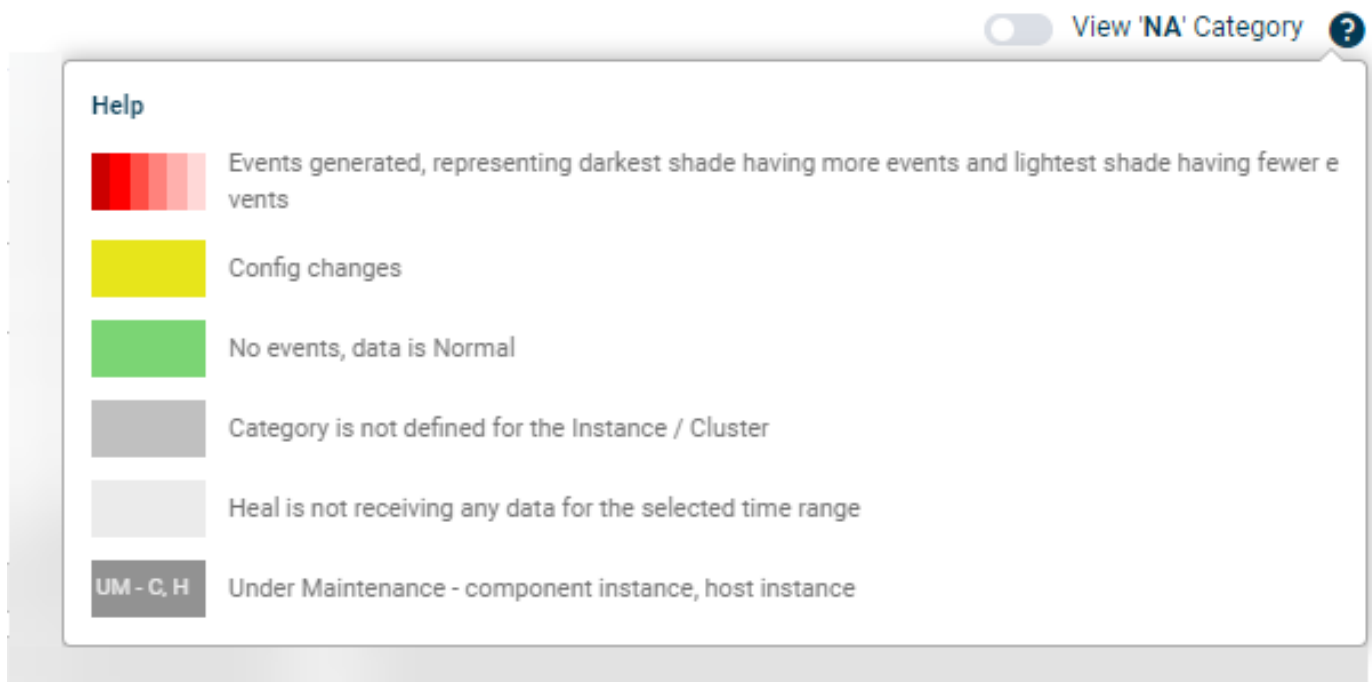 View 'NA' Category ?
Help
Events generated, representing darkest shade having more events and lightest shade having fewer e
vents
Config changes
No events, data is Normal
Category is not defined for the Instance / Cluster
Heal is not receiving any data for the selected time range
UM - C, H Under Maintenance - component instance, host instance